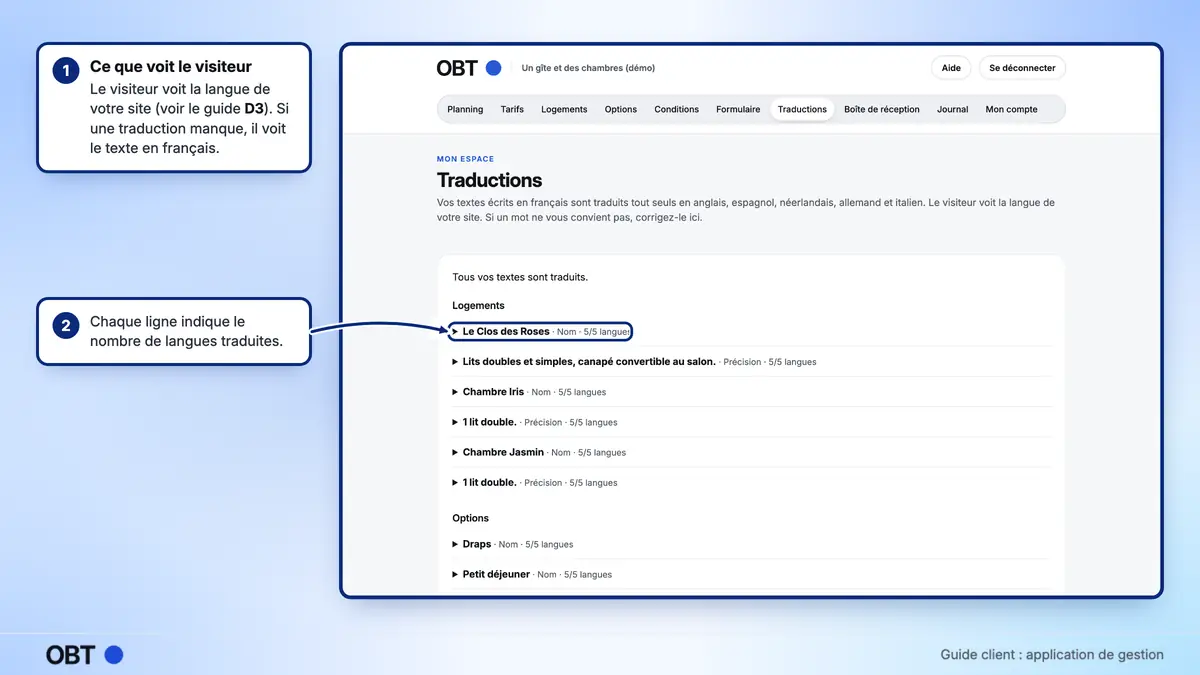 1
Ce que voit le visiteur
Le visiteur voit la langue de
votre site (voir le guide D3). Si
une traduction manque, il voit
le texte en français.
2
Chaque ligne indique le
nombre de langues traduites.
OBT
Un gîte et des chambres (démo)
Aide
Se déconnecter
Planning
Tarifs
Logements
Options
Conditions
Formulaire
Traductions
Boîte de réception
Journal
Mon compte
MON ESPACE
Traductions
Vos textes écrits en français sont traduits tout seuls en anglais, espagnol, néerlandais, allemand et italien. Le visiteur voit la langue de
votre site. Si un mot ne vous convient pas, corrigez-le ici.
Tous vos textes sont traduits.
Logements
Le Clos des Roses · Nom · 5/5 langues
Lits doubles et simples, canapé convertible au salon. · Précision · 5/5 langues
Chambre Iris · Nom · 5/5 langues
1 lit double. · Précision · 5/5 langues
Chambre Jasmin · Nom · 5/5 langues
1 lit double. · Précision · 5/5 langues
Options
Draps · Nom · 5/5 langues
Petit déjeuner · Nom · 5/5 langues
OBT
Guide client : application de gestion